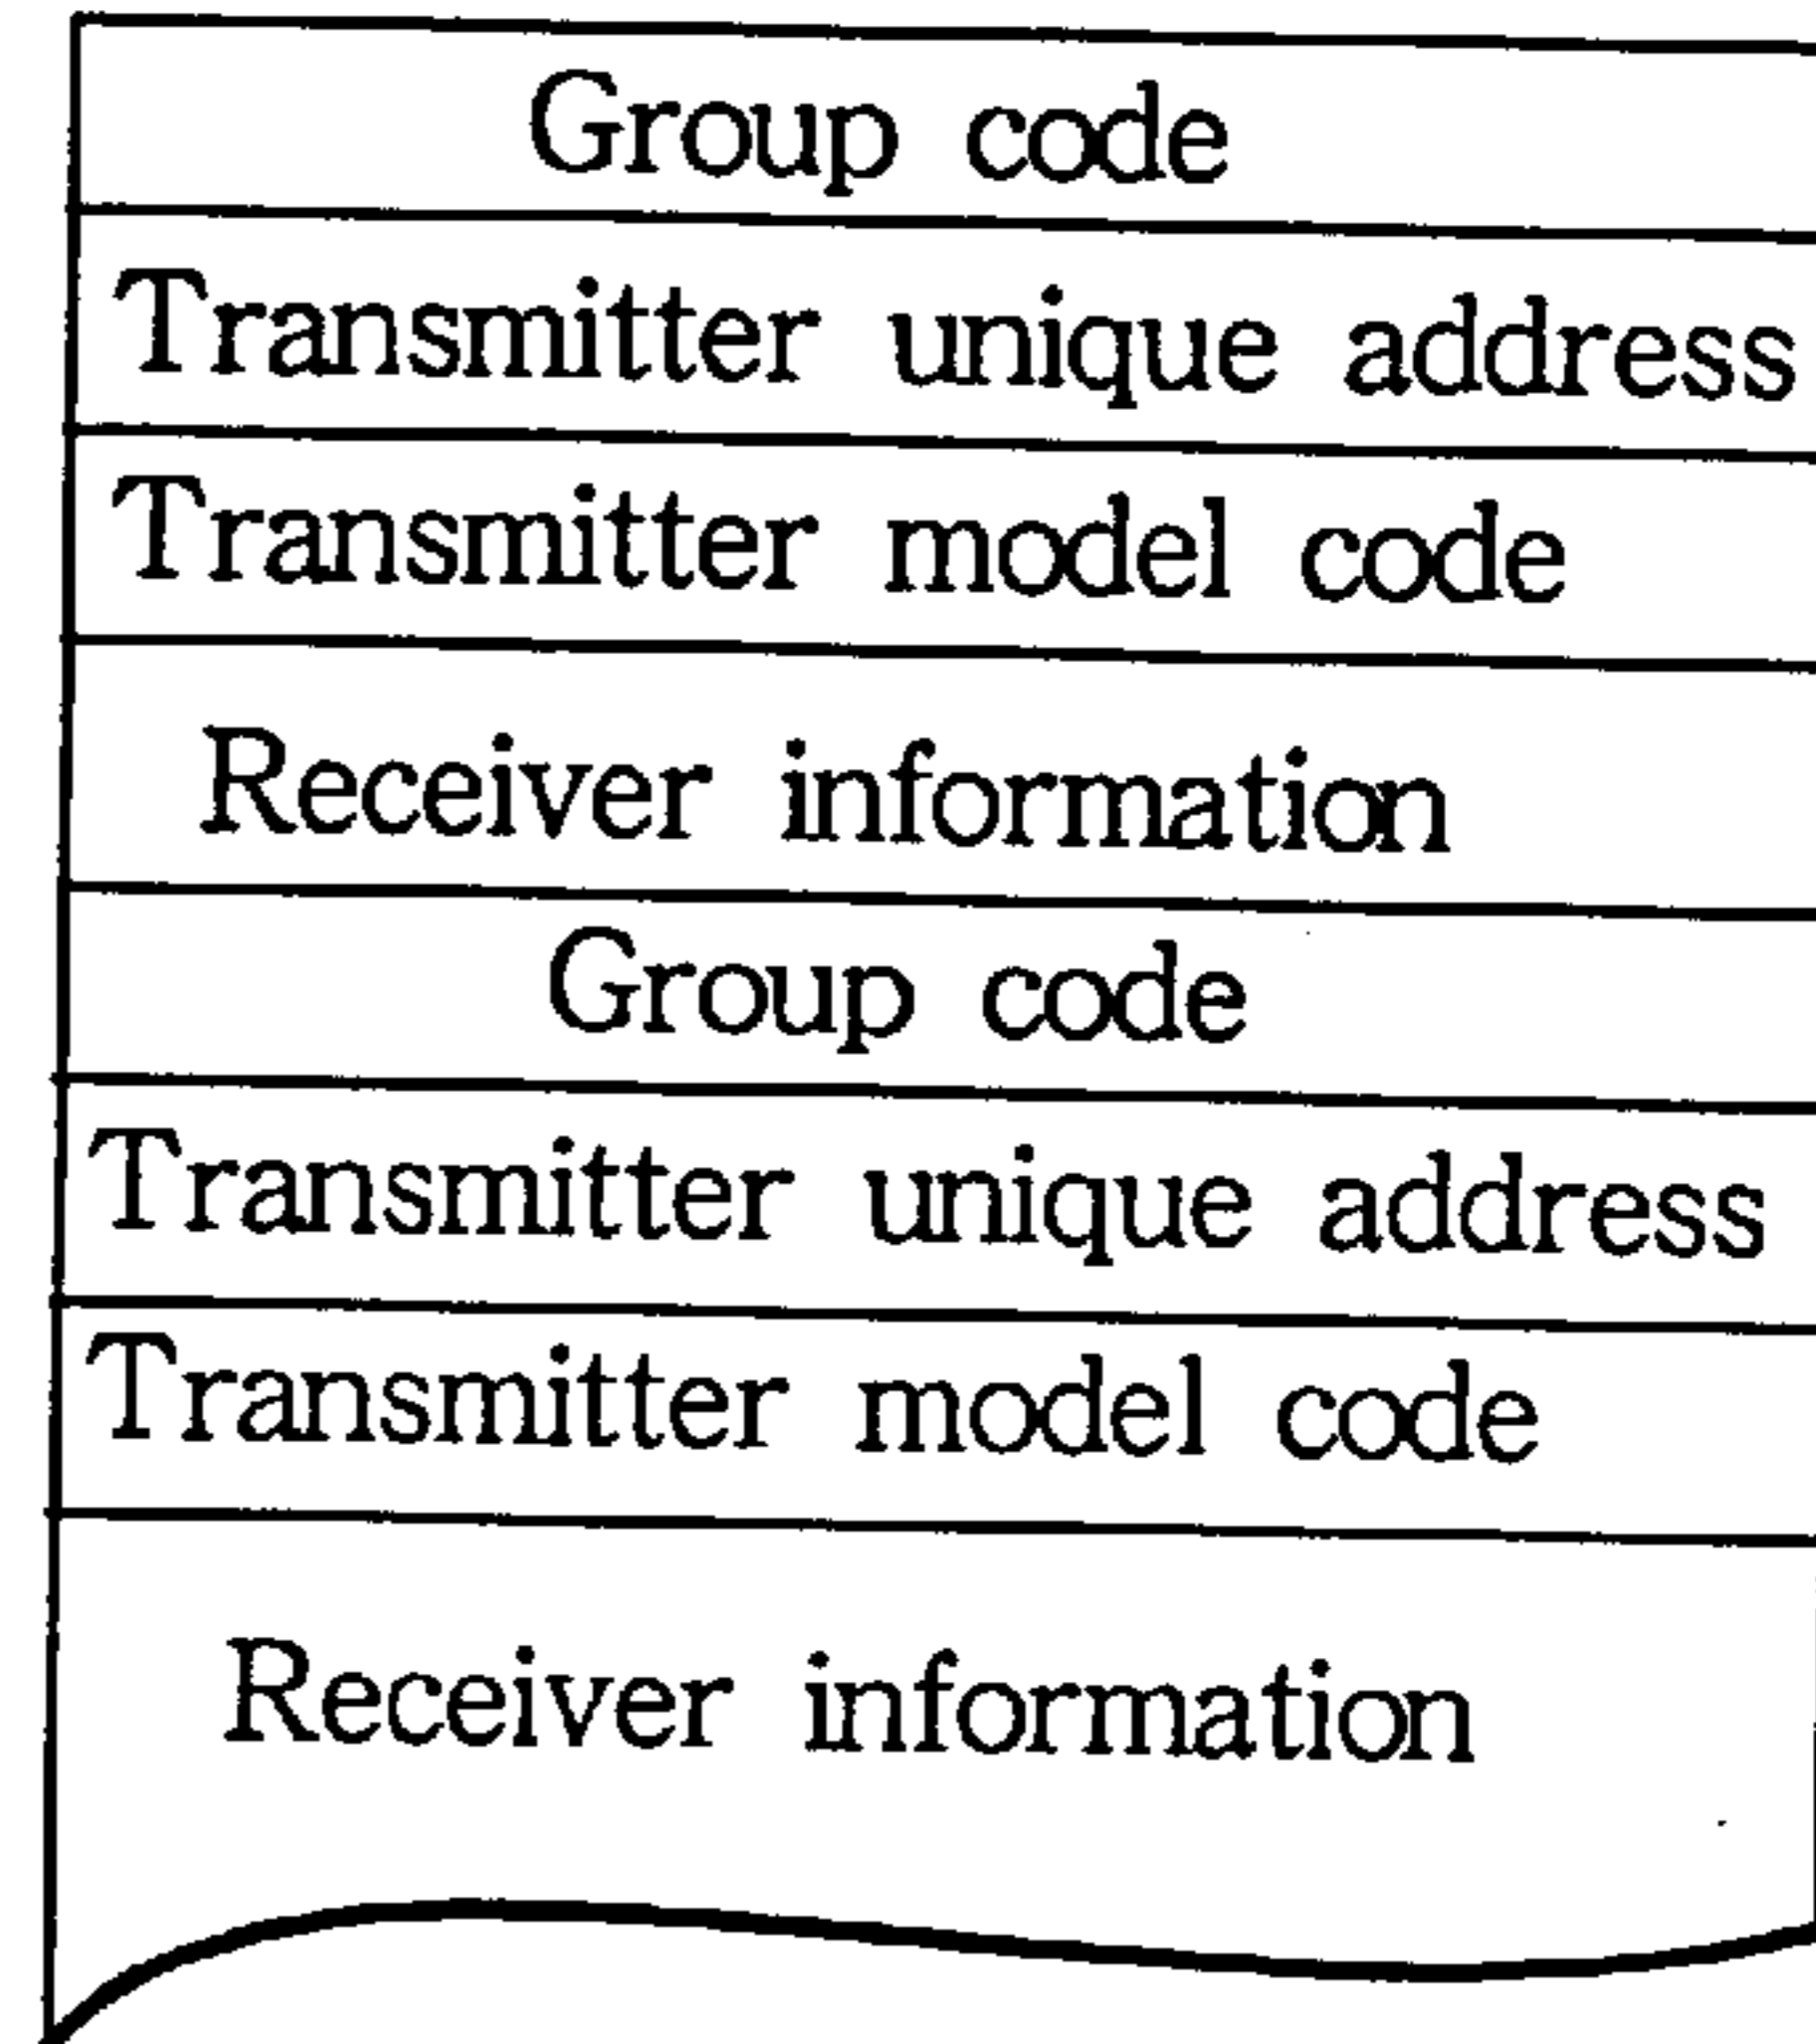 Group code
Transmitter unique address
Transmitter model code
Receiver information
Group code
Transmitter unique address
Transmitter model code
Receiver information